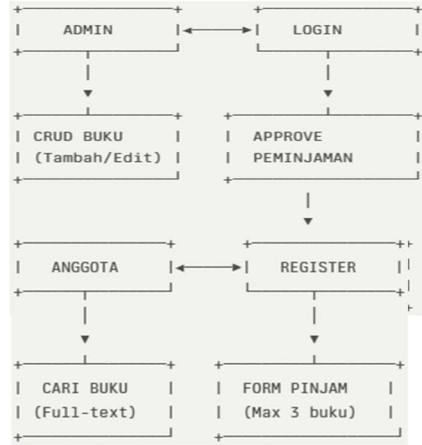 ADMIN LOGIN
CRUD BUKU APPROVE
(Tambah/Edit) PEMINJAMAN
ANGGOTA REGISTER
CARI BUKU FORM PINJAM
(Full-text) (Max 3 buku)